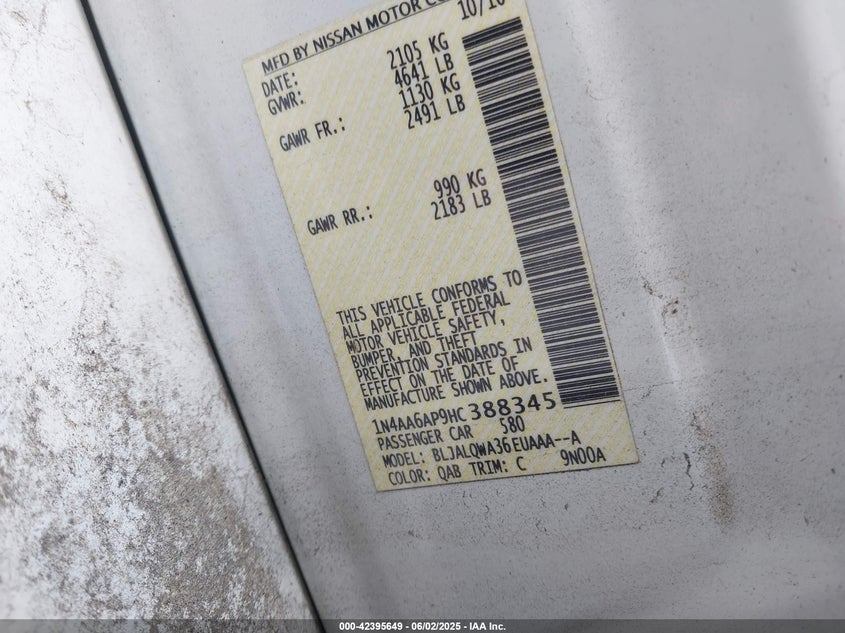 MFD BY NISSAN MOTOR CO
DATE: 10/16
GVWR: 2105 KG
4641 LB
GAWR FR.: 1130 KG
2491 LB
GAWR RR.: 990 KG
2183 LB
THIS VEHICLE CONFORMS TO
ALL APPLICABLE FEDERAL
MOTOR VEHICLE SAFETY,
BUMPER, AND THEFT
PREVENTION STANDARDS IN
EFFECT ON THE DATE OF
MANUFACTURE SHOWN ABOVE.
1N4AA6AP9HC388345
PASSENGER CAR 580
MODEL: BLJALQWA36EUAAA--A
COLOR: QAB TRIM: C 9N00A
000-42395649 - 06/02/2025 - IAA Inc.